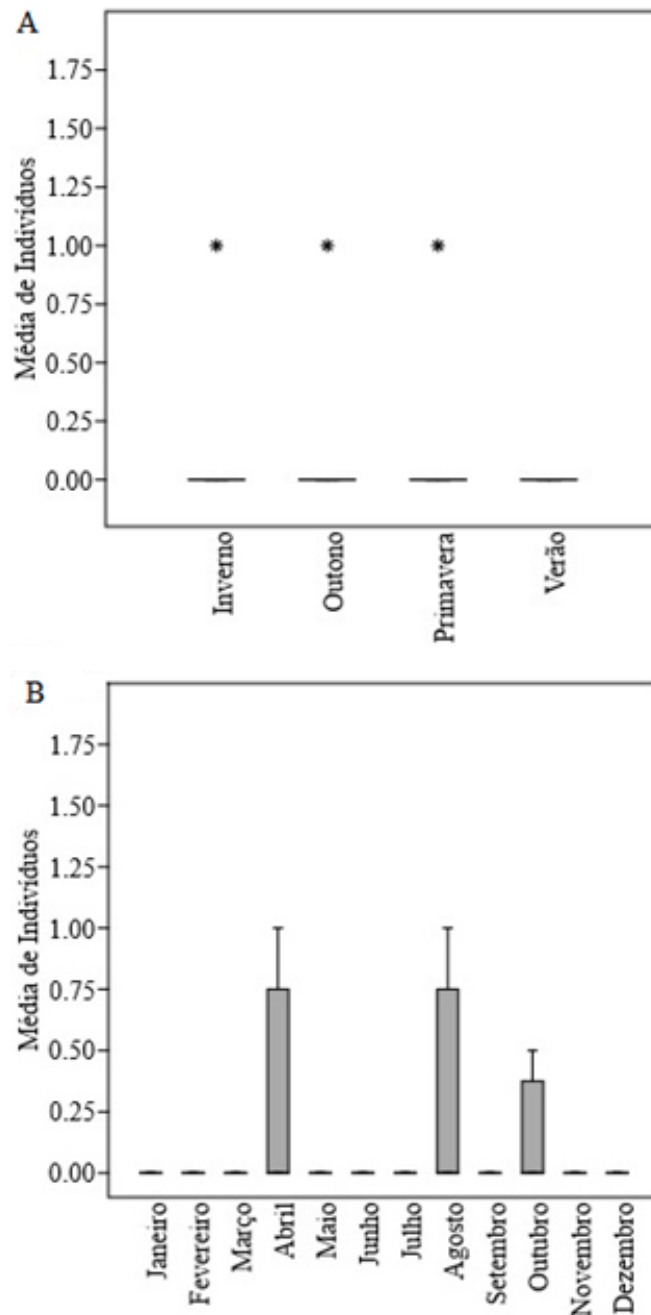 A
Média de Indivíduos
1.75
1.50
1.25
1.00
0.75
0.50
0.25
0.00
Inverno
Outono
Primavera
Verão
B
Média de Indivíduos
1.75
1.50
1.25
1.00
0.75
0.50
0.25
0.00
Janeiro
Fevereiro
Março
Abril
Maio
Junho
Julho
Agosto
Setembro
Outubro
Novembro
Dezembro